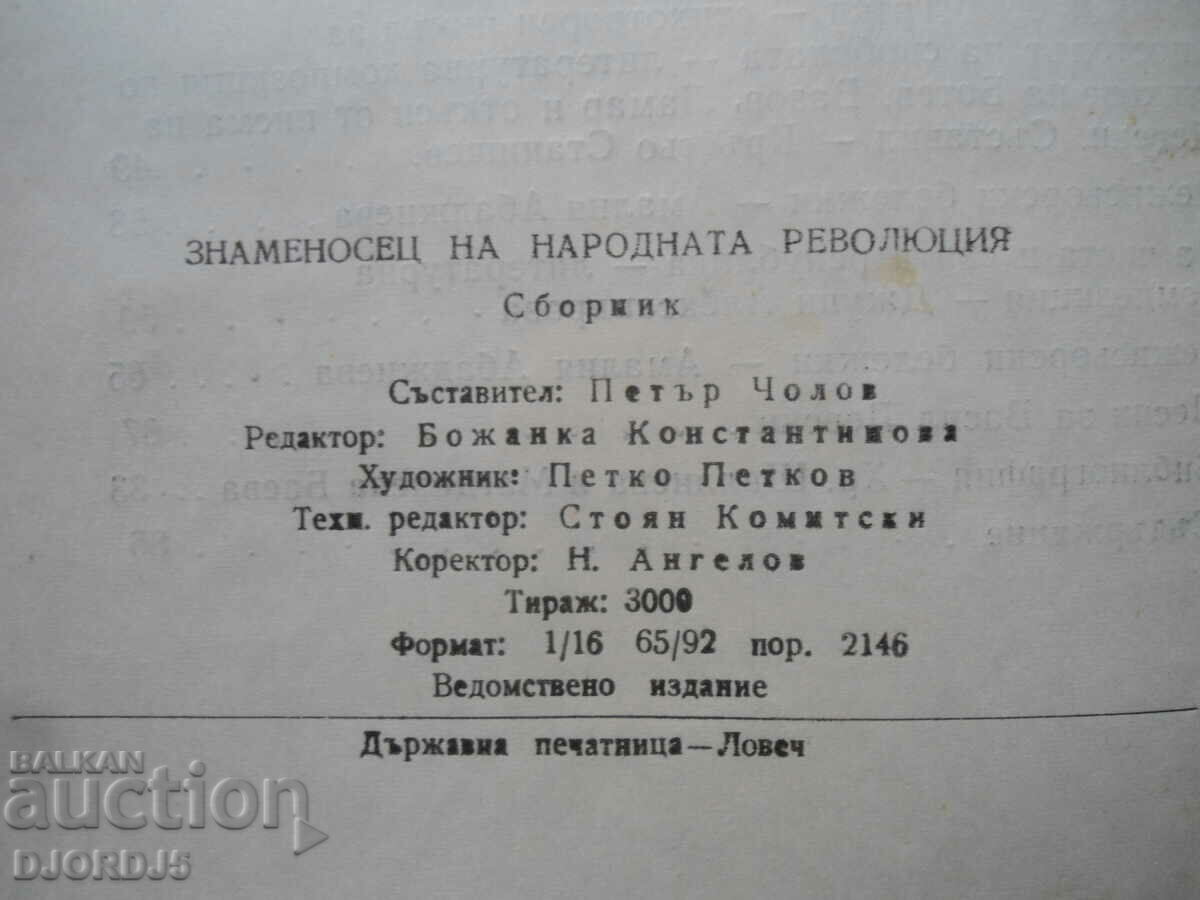 ЗНАМЕНОСЕЦ НА НАРОДНАТА РЕВОЛЮЦИЯ
Сборник
Съставител: Петър Чолов
Редактор: Божанка Константинова
Художник: Петко Петков
Техн. редактор: Стоян Комитски
Коректор: Н. Ангелов
Тираж: 3000
Формат: 1/16 65/92 пор. 2146
Ведомствено издание
Държавна печатница—Ловеч
BALKAN
auction
DJORDJ5